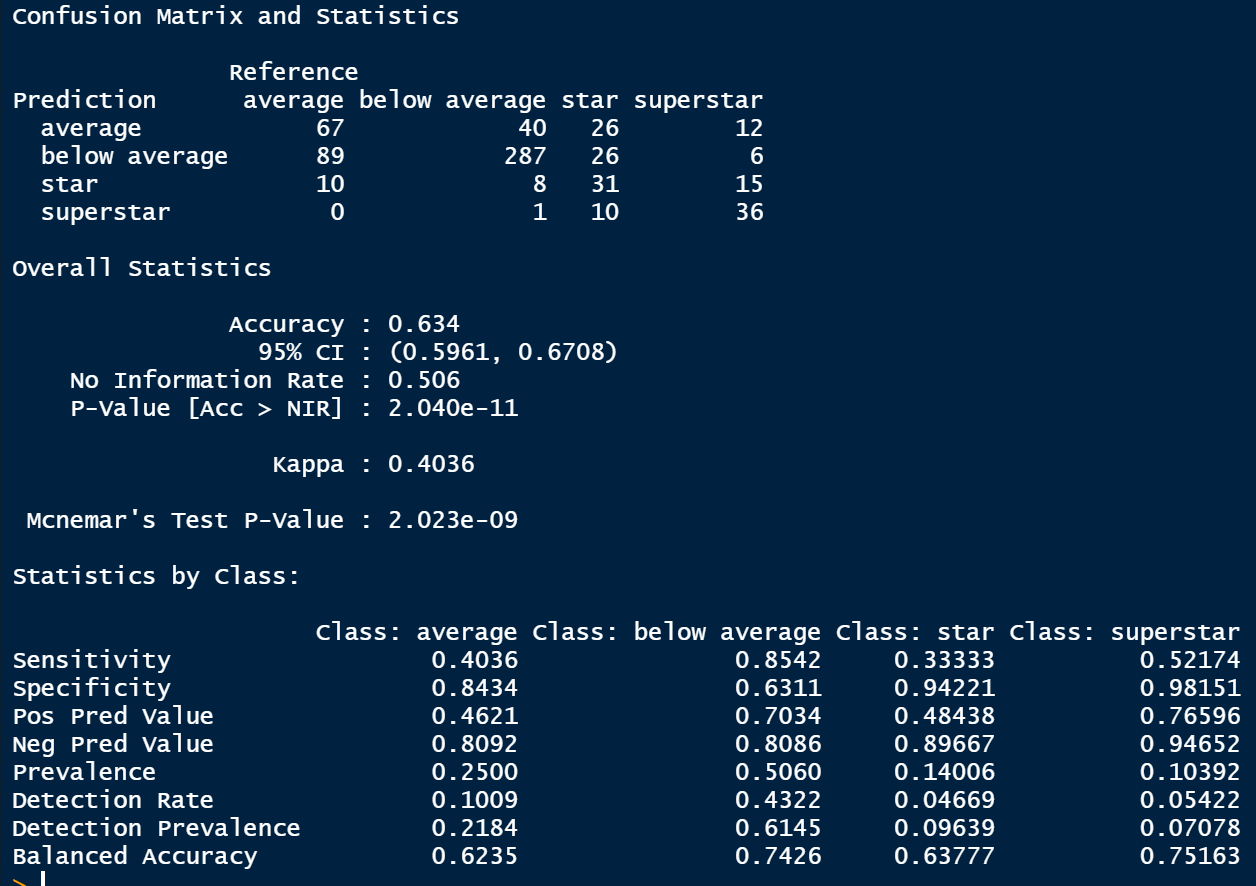 Confusion Matrix and Statistics
Reference
Prediction average below average star superstar
average 67 40 26 12
below average 89 287 26 6
star 10 8 31 15
superstar 0 1 10 36
Overall Statistics
Accuracy : 0.634
95% CI : (0.5961, 0.6708)
No Information Rate : 0.506
P-Value [Acc > NIR] : 2.040e-11
Kappa : 0.4036
Mcnemar's Test P-Value : 2.023e-09
Statistics by Class:
Class: average Class: below average Class: star Class: superstar
Sensitivity 0.4036 0.8542 0.33333 0.52174
Specificity 0.8434 0.6311 0.94221 0.98151
Pos Pred Value 0.4621 0.7034 0.48438 0.76596
Neg Pred Value 0.8092 0.8086 0.89667 0.94652
Prevalence 0.2500 0.5060 0.14006 0.10392
Detection Rate 0.1009 0.4322 0.04669 0.05422
Detection Prevalence 0.2184 0.6145 0.09639 0.07078
Balanced Accuracy 0.6235 0.7426 0.63777 0.75163
>